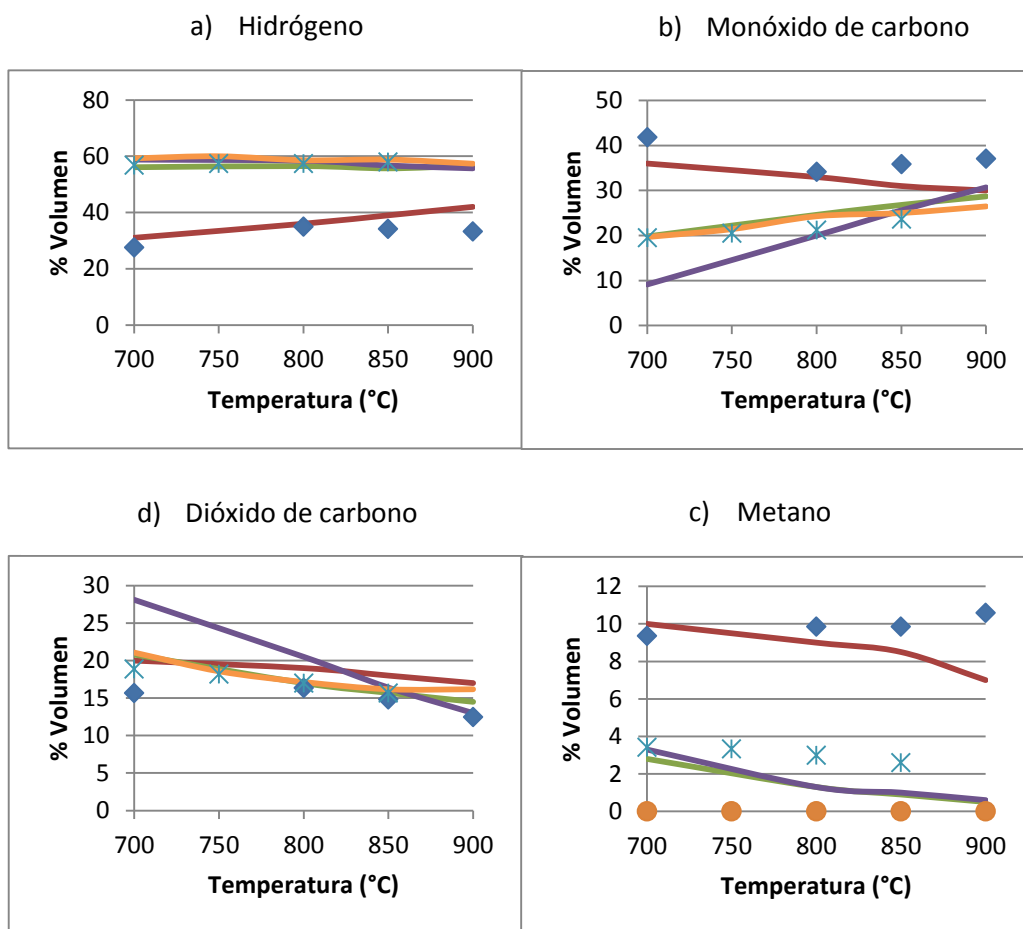 a) Hidrógeno
80
60
40
20
0
% Volumen
700 750 800 850 900
Temperatura (°C)
b) Monóxido de carbono
50
40
30
20
10
0
% Volumen
700 750 800 850 900
Temperatura (°C)
d) Dióxido de carbono
30
25
20
15
10
5
0
% Volumen
700 750 800 850 900
Temperatura (°C)
c) Metano
12
10
8
6
4
2
0
% Volumen
700 750 800 850 900
Temperatura (°C)